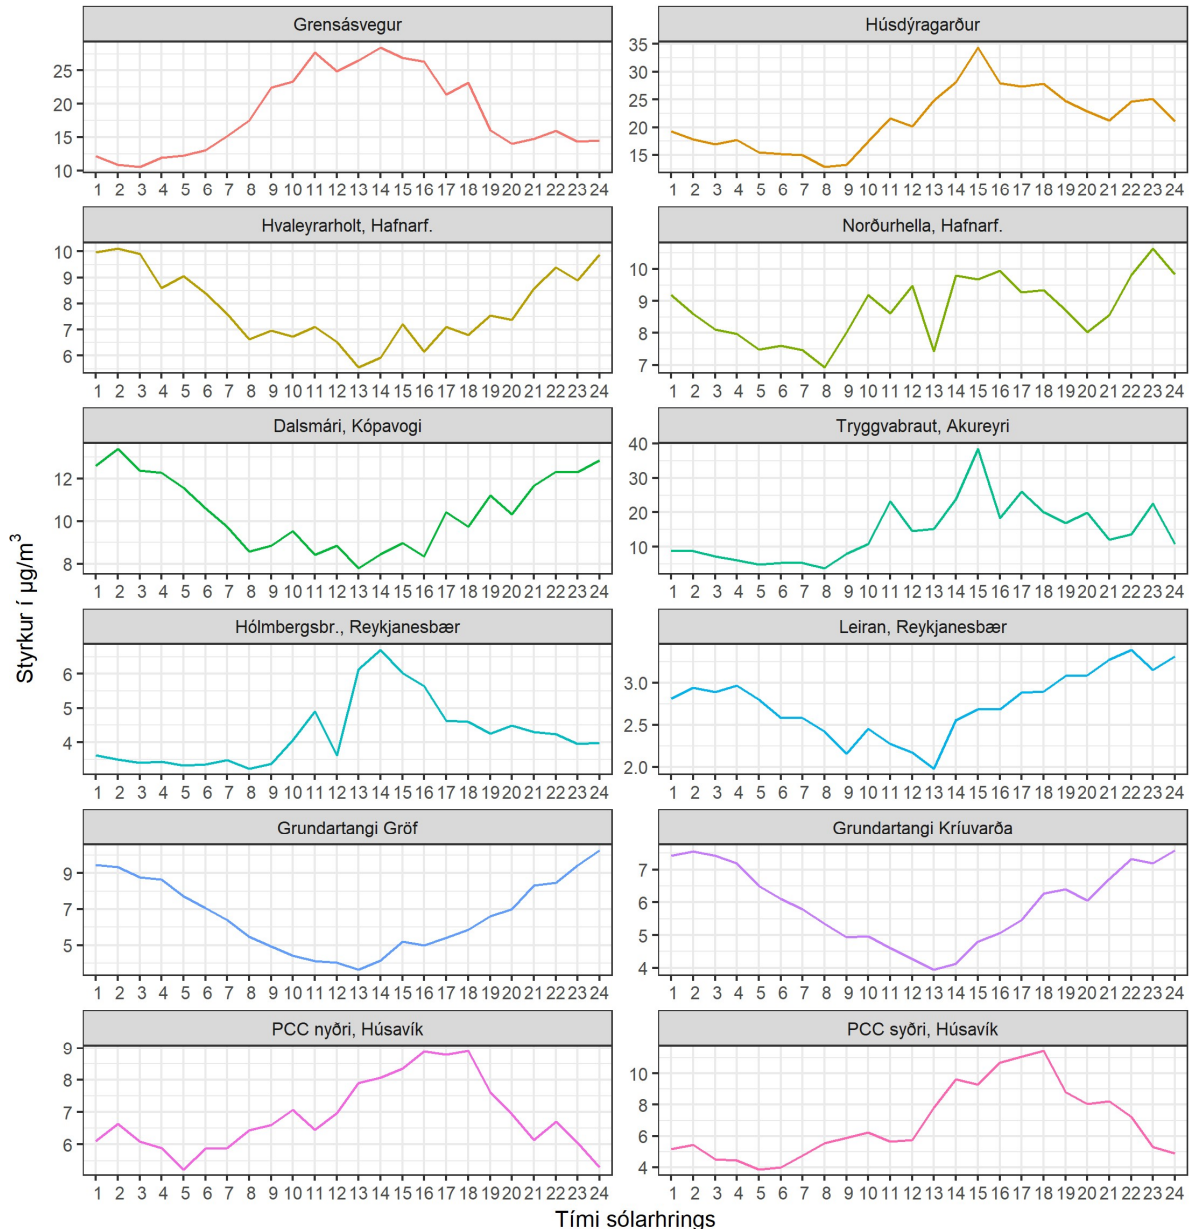 Grensásvegur
Húsdýragarður
25
20
15
10
35
30
25
20
15
1 2 3 4 5 6 7 8 9 10 11 12 13 14 15 16 17 18 19 20 21 22 23 24
1 2 3 4 5 6 7 8 9 10 11 12 13 14 15 16 17 18 19 20 21 22 23 24
Hvaleyrarholt, Hafnarf.
Norðurhella, Hafnarf.
10
9
8
7
6
10
9
8
7
1 2 3 4 5 6 7 8 9 10 11 12 13 14 15 16 17 18 19 20 21 22 23 24
1 2 3 4 5 6 7 8 9 10 11 12 13 14 15 16 17 18 19 20 21 22 23 24
Dalsmári, Kópavogi
Tryggvabraut, Akureyri
12
10
8
40
30
20
10
1 2 3 4 5 6 7 8 9 10 11 12 13 14 15 16 17 18 19 20 21 22 23 24
1 2 3 4 5 6 7 8 9 10 11 12 13 14 15 16 17 18 19 20 21 22 23 24
Styrkur í µg/m³
Hólmbergsbr., Reykjanesbær
Leiran, Reykjanesbær
6
5
4
3.0
2.5
2.0
1 2 3 4 5 6 7 8 9 10 11 12 13 14 15 16 17 18 19 20 21 22 23 24
1 2 3 4 5 6 7 8 9 10 11 12 13 14 15 16 17 18 19 20 21 22 23 24
Grundartangi Gröf
Grundartangi Kríuvarða
9
7
5
7
6
5
4
1 2 3 4 5 6 7 8 9 10 11 12 13 14 15 16 17 18 19 20 21 22 23 24
1 2 3 4 5 6 7 8 9 10 11 12 13 14 15 16 17 18 19 20 21 22 23 24
PCC nyðri, Húsavík
PCC syðri, Húsavík
9
8
7
6
10
8
6
4
1 2 3 4 5 6 7 8 9 10 11 12 13 14 15 16 17 18 19 20 21 22 23 24
1 2 3 4 5 6 7 8 9 10 11 12 13 14 15 16 17 18 19 20 21 22 23 24
Tími sólarhrings